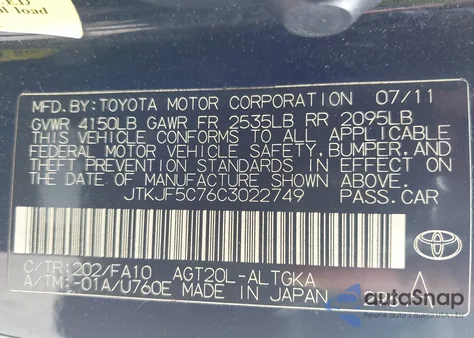 load
MFD.BY:TOYOTA MOTOR CORPORATION 07/11
GVWR 4150LB GAWR FR 2535LB RR 2095LB
THIS VEHICLE CONFORMS TO ALL APPLICABLE
FEDERAL MOTOR VEHICLE SAFETY, BUMPER, AND
THEFT PREVENTION STANDARDS IN EFFECT ON
THE DATE OF MANUFACTURE SHOWN ABOVE.
JTKJF5C76C3022749 PASS.CAR
C/TR:202/FA10 AGT20L-ALTGKA
A/TM:-01A/U760E MADE IN JAPAN
TOYOTA
autoSnap